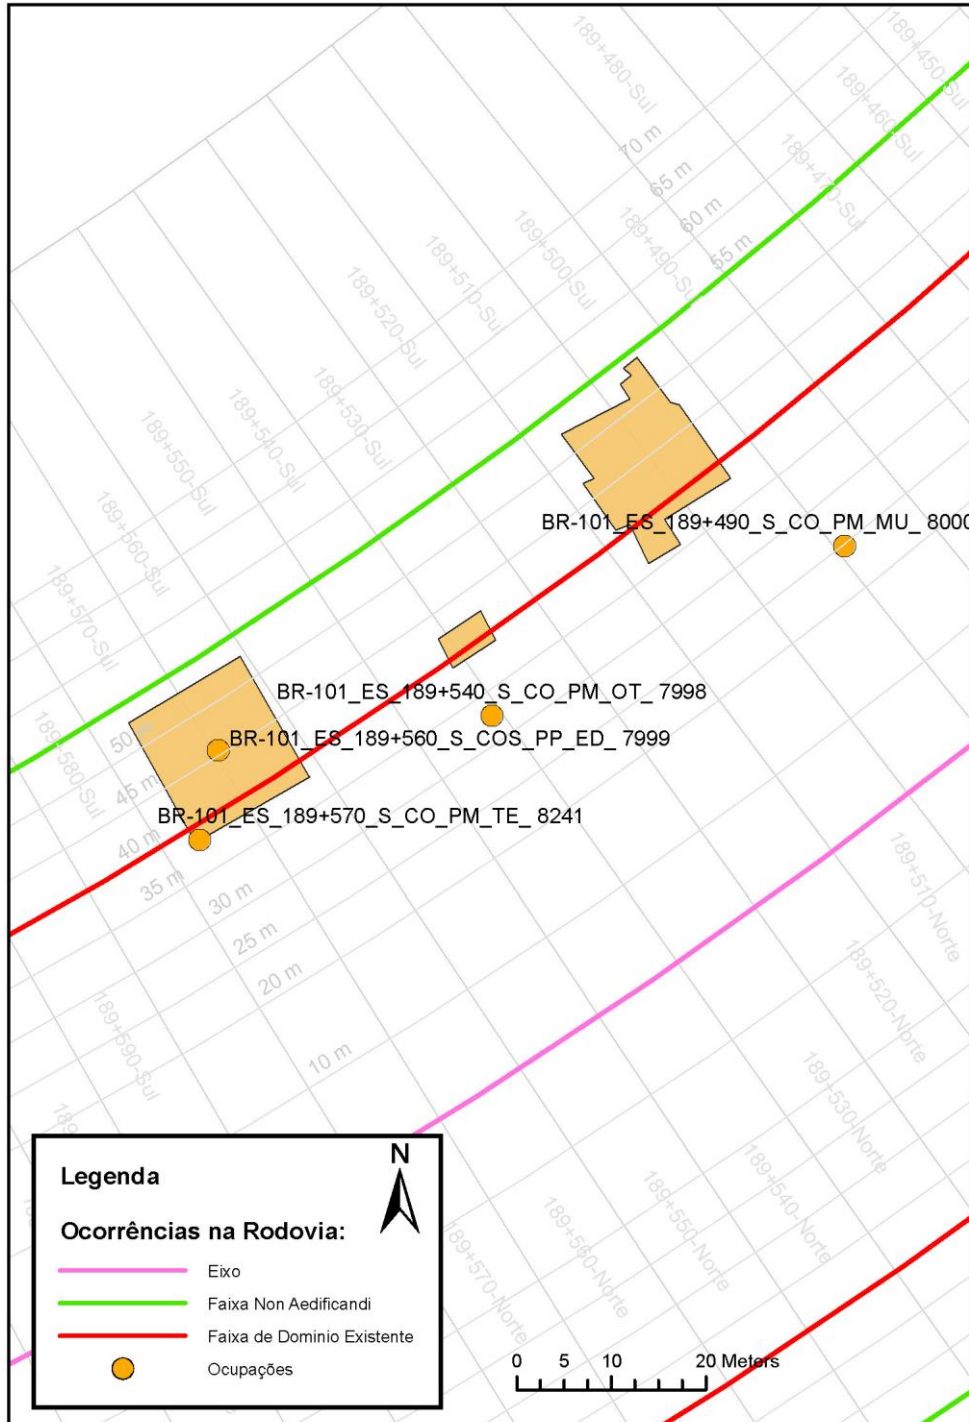 189+450-Sul
189+460-Sul
189+470-Sul
189+480-Sul
70 m
65 m
60 m
55 m
189+490-Sul
189+500-Sul
189+510-Sul
189+520-Sul
189+530-Sul
189+540-Sul
189+550-Sul
189+560-Sul
189+570-Sul
189+580-Sul
BR-101_ES_189+490_S_CO_PM_MU_ 8000
BR-101_ES_189+540_S_CO_PM_OT_ 7998
50 m
BR-101_ES_189+560_S_COS_PP_ED_ 7999
45 m
BR-101_ES_189+570_S_CO_PM_TE_ 8241
40 m
35 m
30 m
25 m
20 m
10 m
189+590-Sul
189+510-Norte
189+520-Norte
189+530-Norte
189+540-Norte
189+550-Norte
189+560-Norte
189+570-Norte
N
Legenda
Ocorrências na Rodovia:
Eixo
Faixa Non Aedificandi
Faixa de Dominio Existente
Ocupações
0 5 10 20 Meters